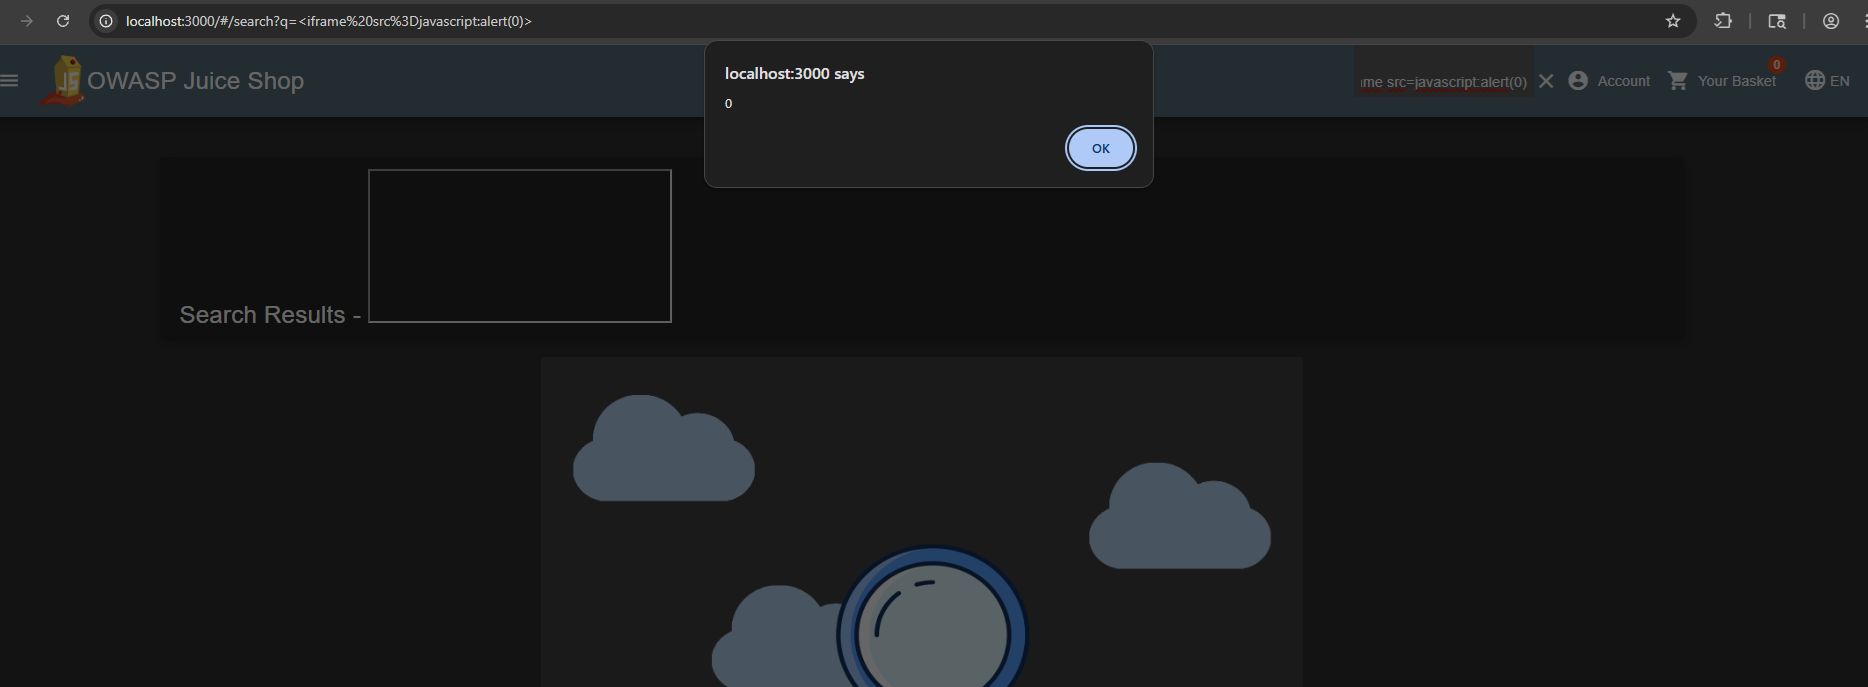 localhost:3000/#/search?q=<iframe%20src%3Djavascript:alert(0)>
localhost:3000 says
0
OK
JS
OWASP Juice Shop
src=javascript:alert(0)
Account
0
Your Basket
EN
Search Results -